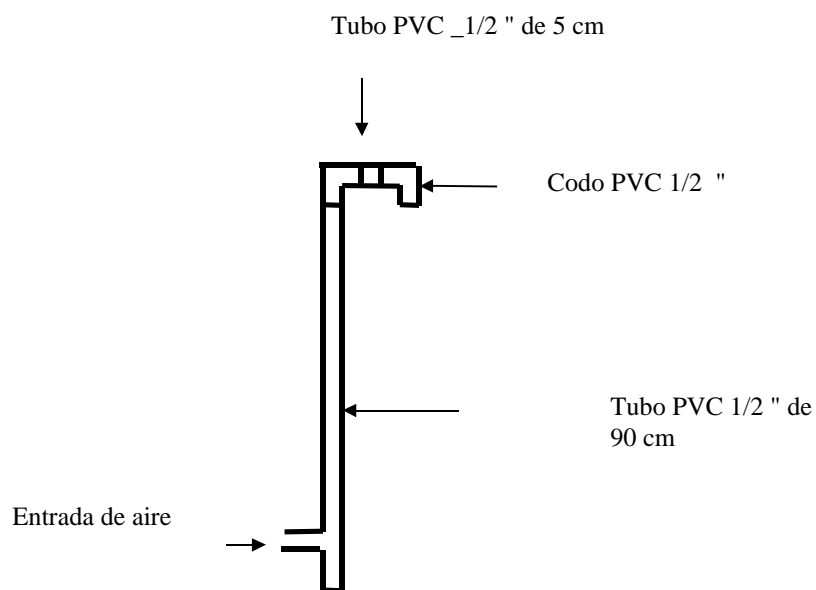 Tubo PVC _1/2 " de 5 cm
Codo PVC 1/2  "
Tubo PVC 1/2 " de
90 cm
Entrada de aire